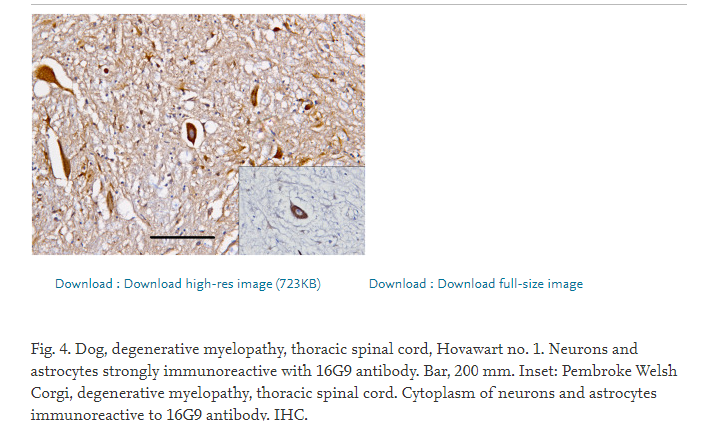 Download : Download high-res image (723KB)
Download : Download full-size image
Fig. 4. Dog, degenerative myelopathy, thoracic spinal cord, Hovawart no. 1. Neurons and
astrocytes strongly immunoreactive with 16G9 antibody. Bar, 200 mm. Inset: Pembroke Welsh
Corgi, degenerative myelopathy, thoracic spinal cord. Cytoplasm of neurons and astrocytes
immunoreactive to 16G9 antibody. IHC.